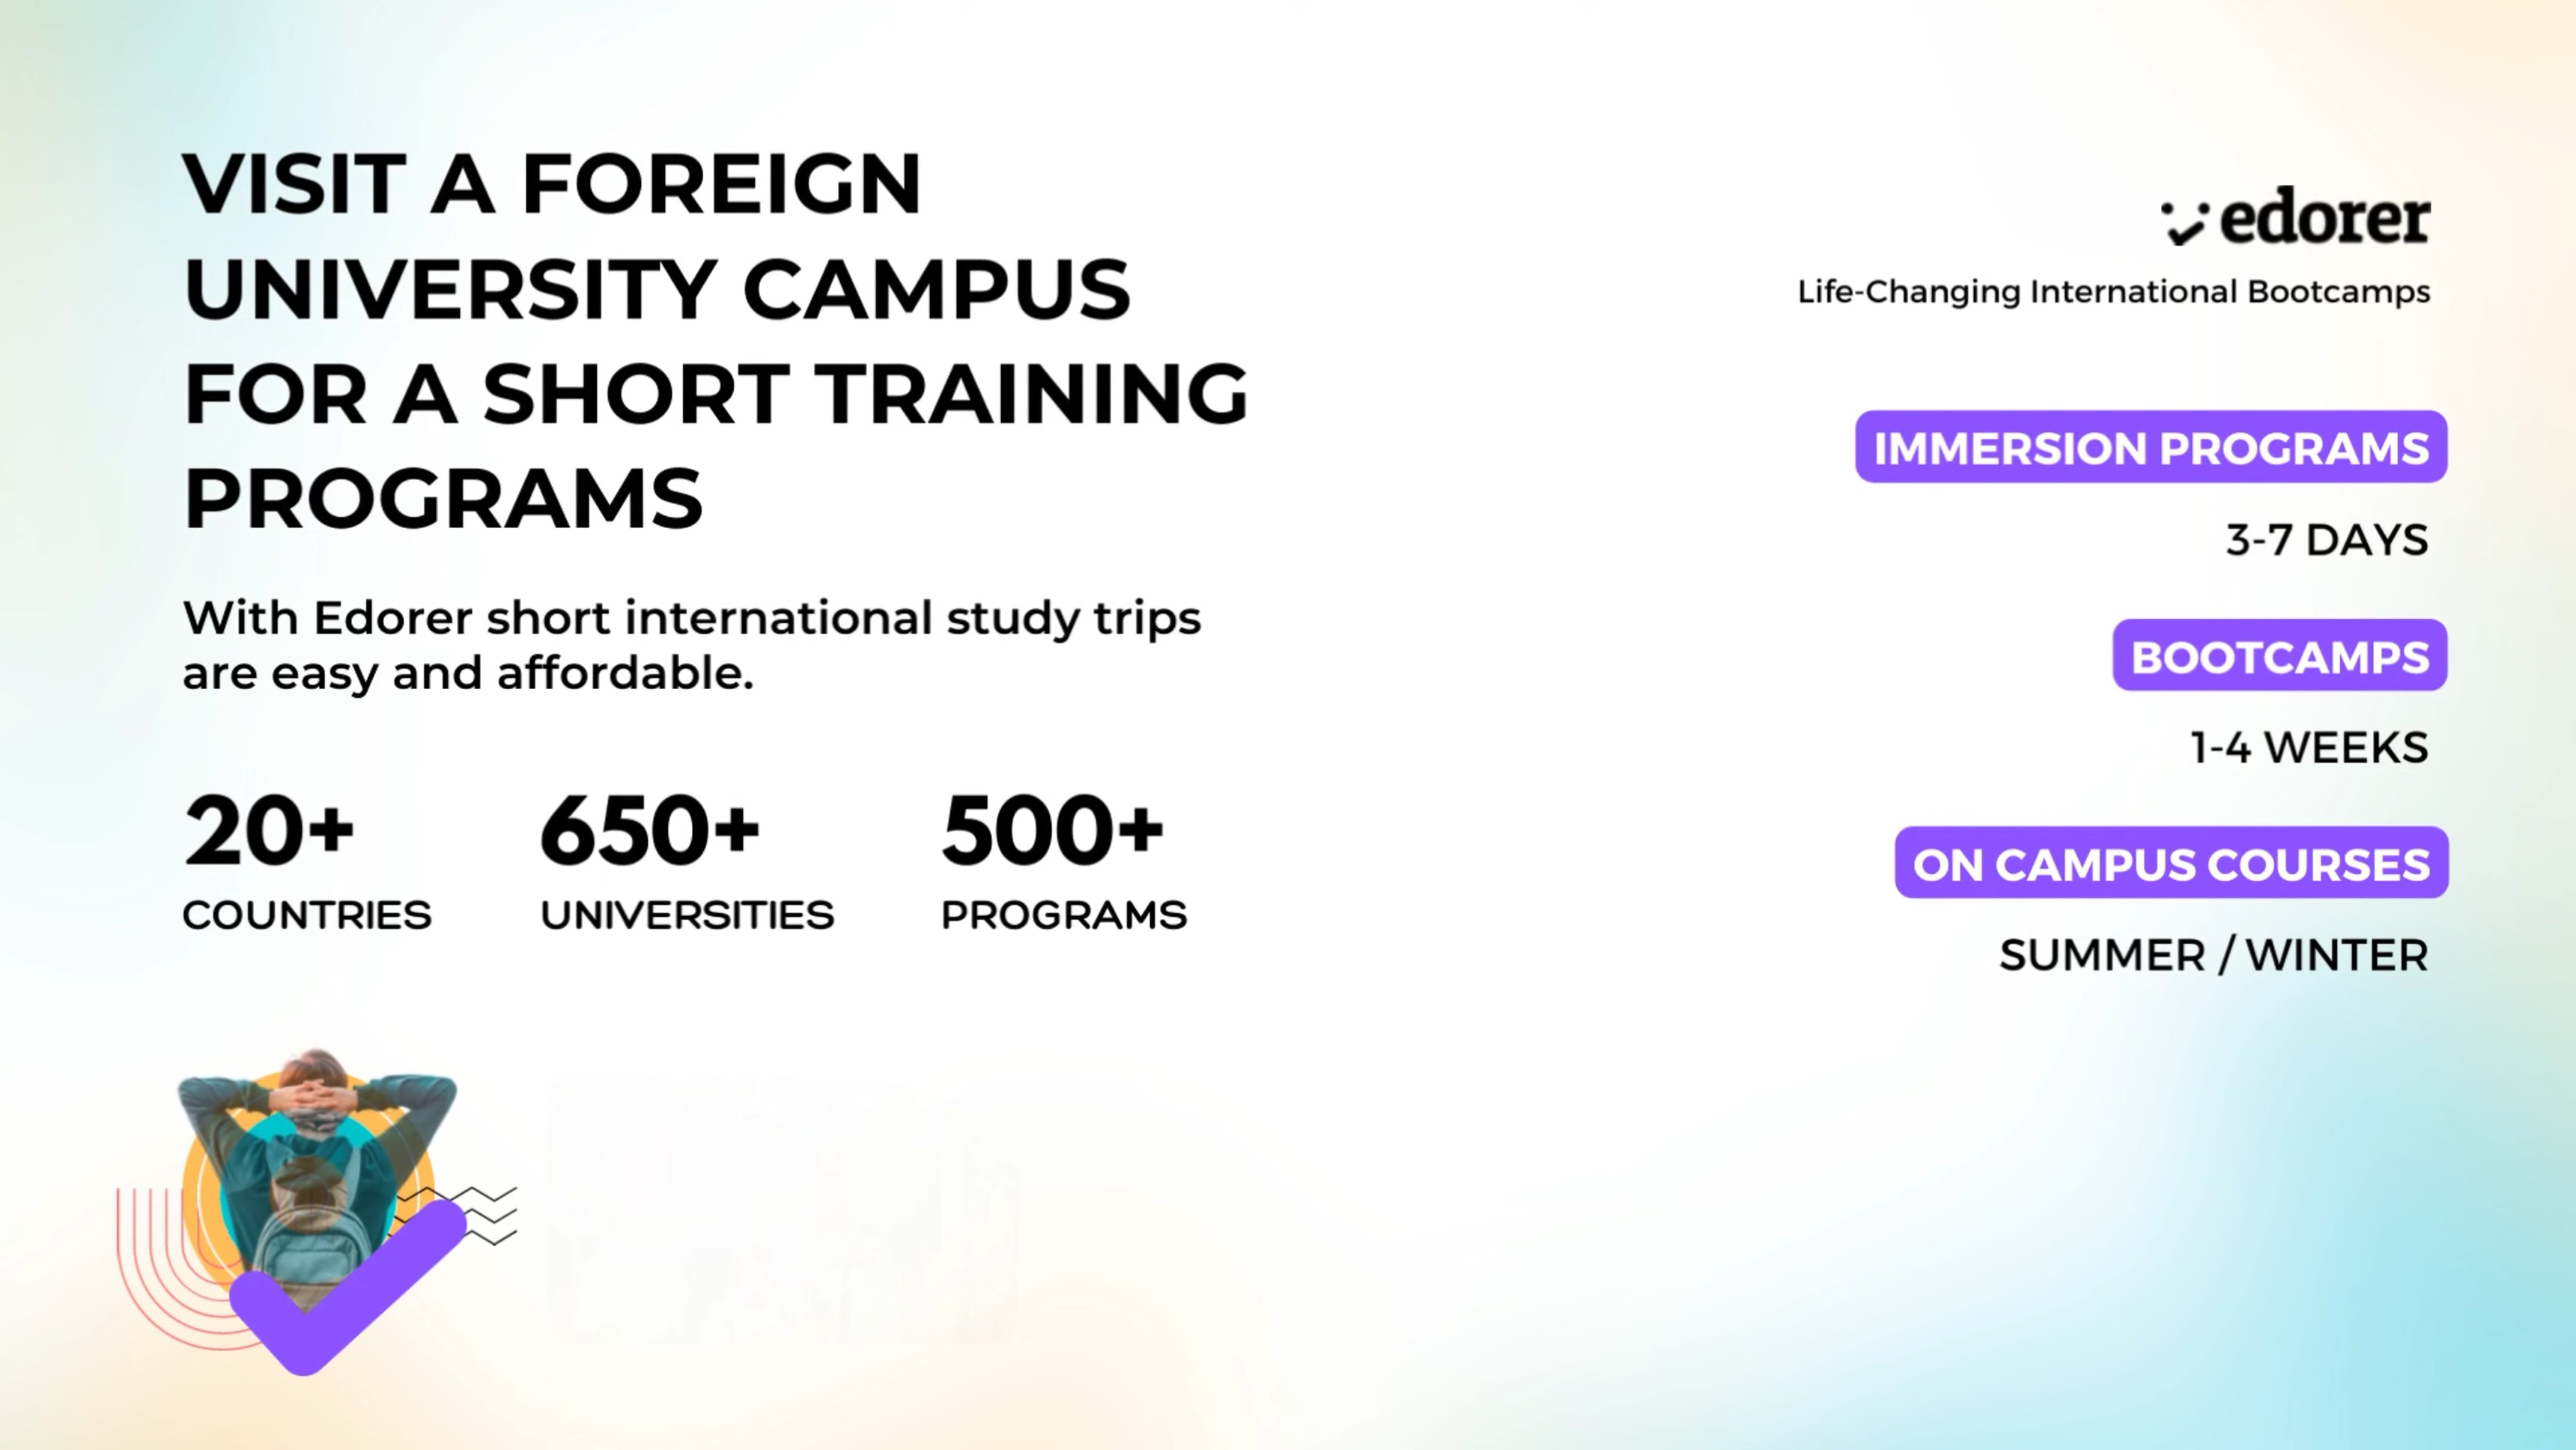 VISIT A FOREIGN
UNIVERSITY CAMPUS
FOR A SHORT TRAINING
PROGRAMS
With Edorer short international study trips
are easy and affordable.
20+
COUNTRIES
650+
UNIVERSITIES
500+
PROGRAMS
edorer
Life-Changing International Bootcamps
IMMERSION PROGRAMS
3-7 DAYS
BOOTCAMPS
1-4 WEEKS
ON CAMPUS COURSES
SUMMER / WINTER